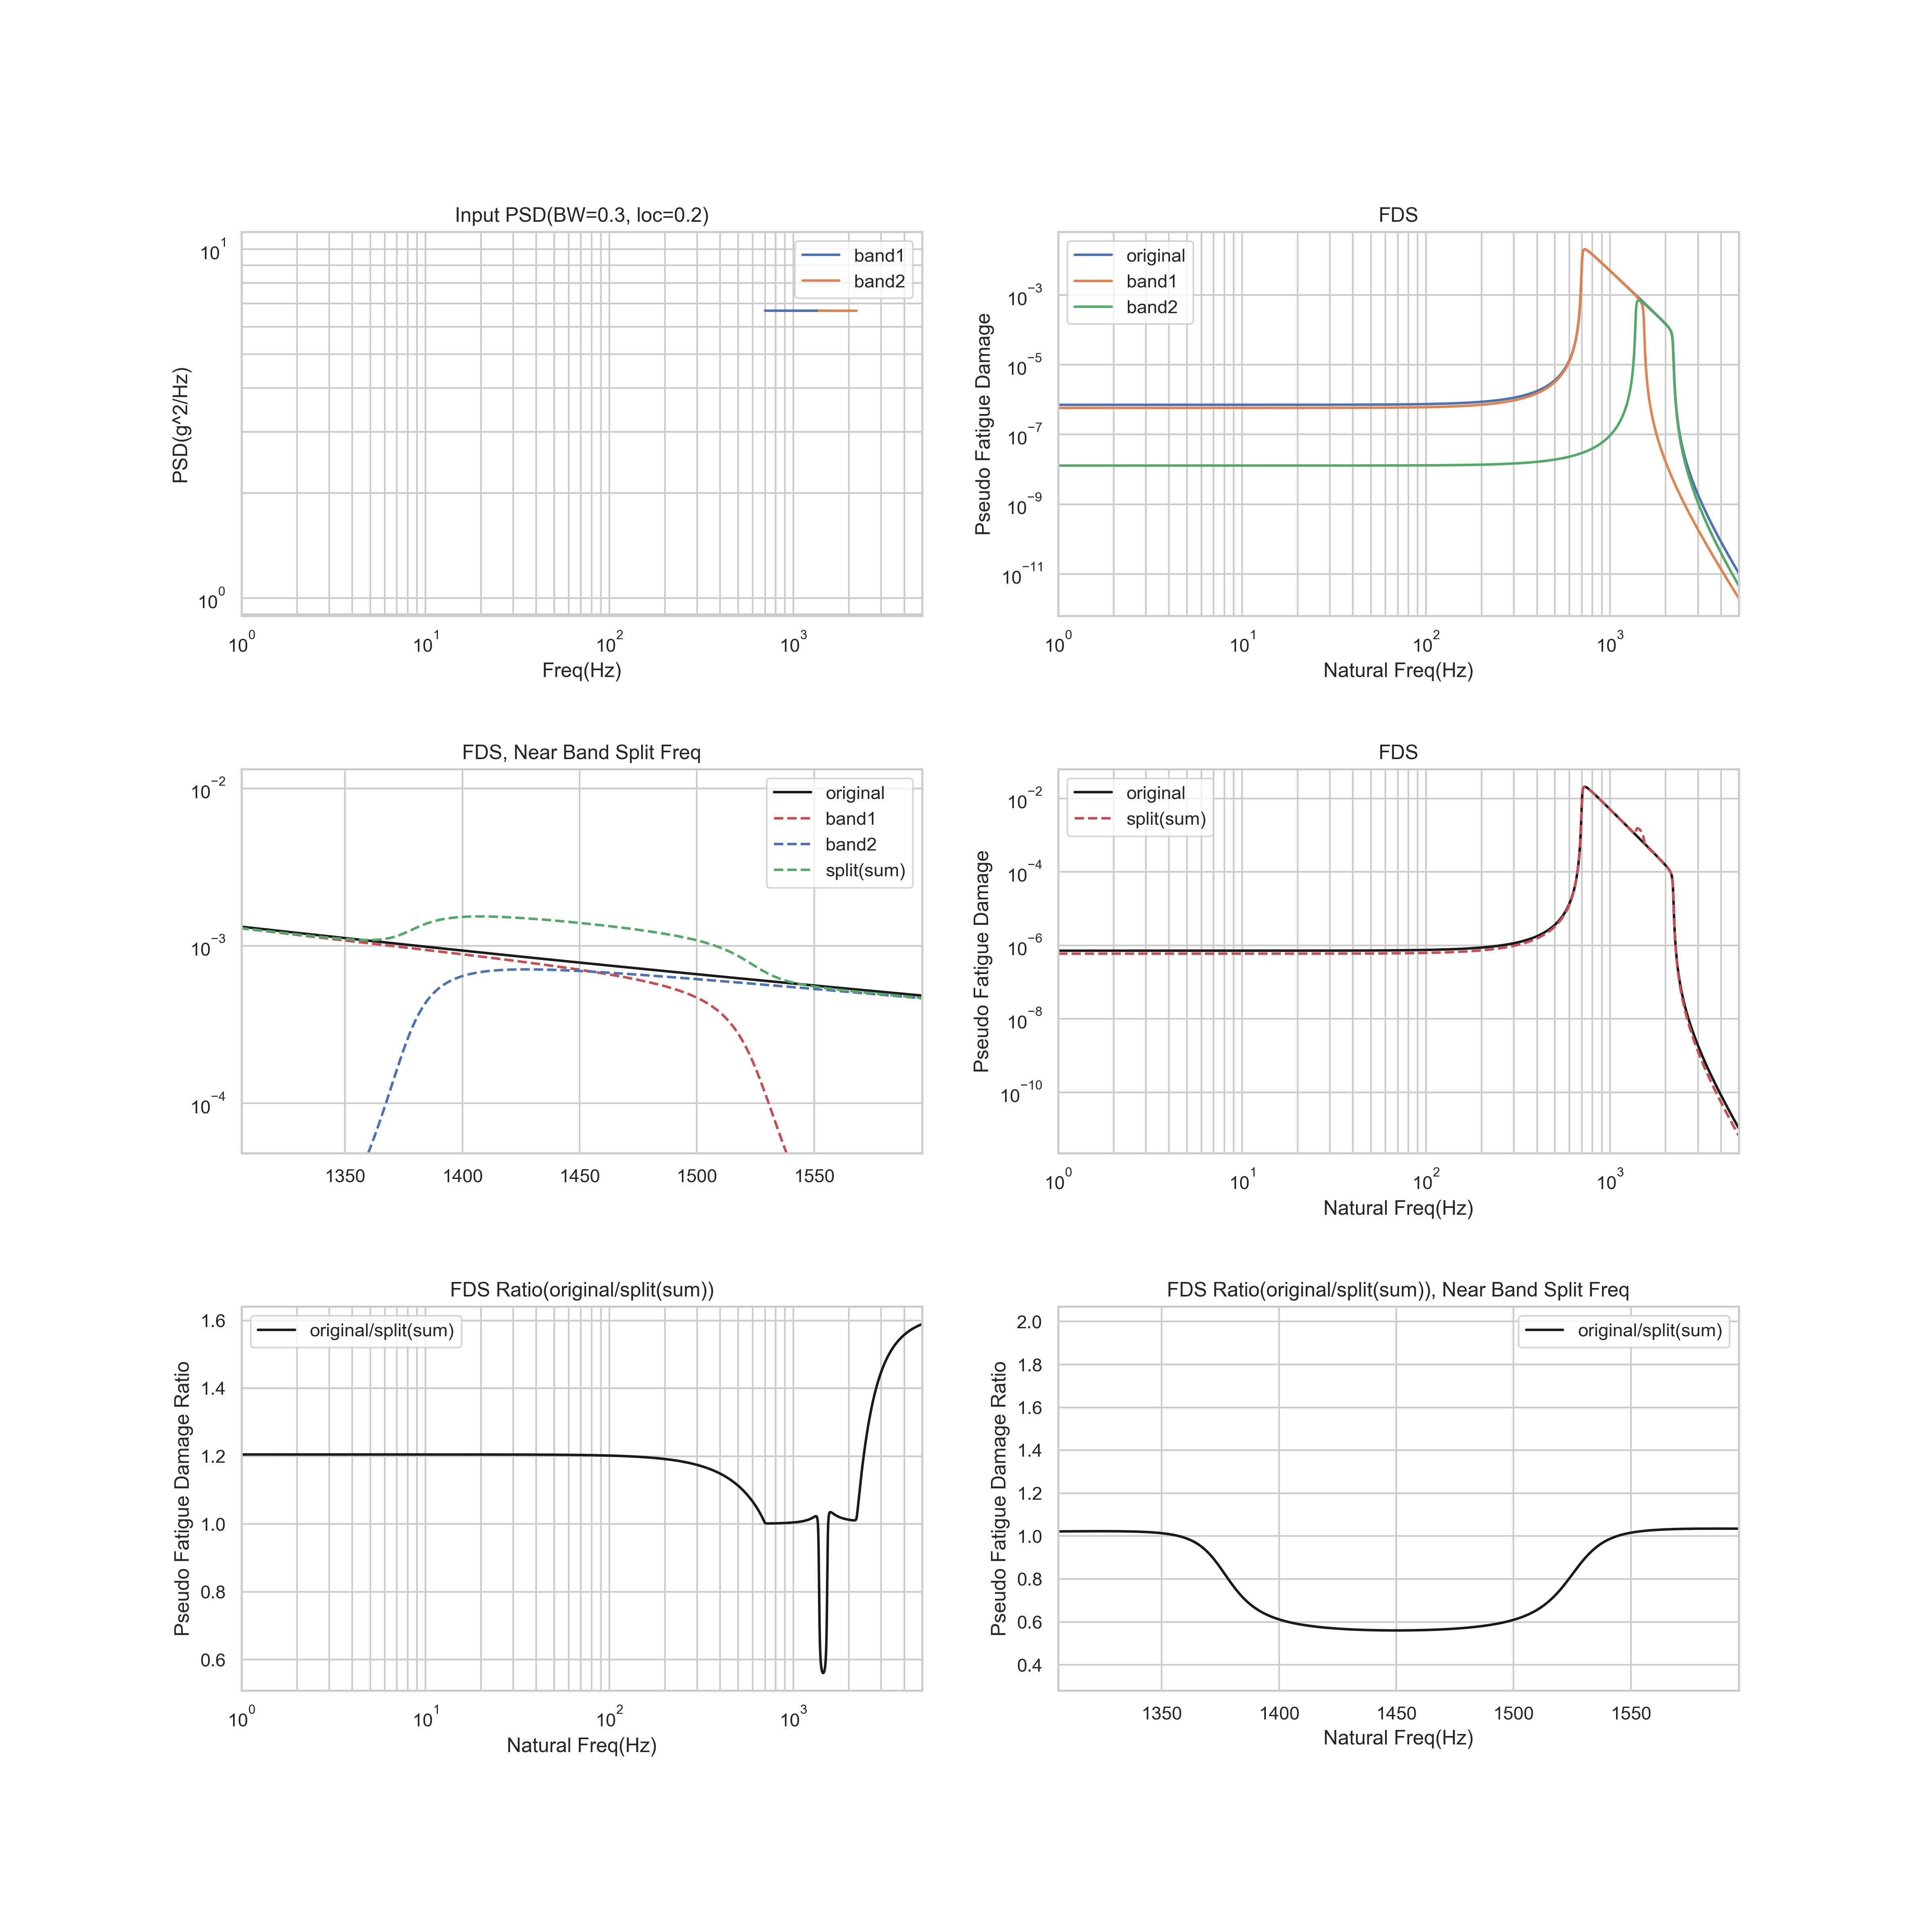 Input PSD(BW=0.3, loc=0.2)
PSD(g^2/Hz)
10^1
10^0
band1
band2
10^0 10^1 10^2 10^3
Freq(Hz)
FDS
Pseudo Fatigue Damage
10^−3
10^−5
10^−7
10^−9
10^−11
original
band1
band2
10^0 10^1 10^2 10^3
Natural Freq(Hz)
FDS, Near Band Split Freq
10^−2
10^−3
10^−4
original
band1
band2
split(sum)
1350 1400 1450 1500 1550
FDS
Pseudo Fatigue Damage
10^−2
10^−4
10^−6
10^−8
10^−10
original
split(sum)
10^0 10^1 10^2 10^3
Natural Freq(Hz)
FDS Ratio(original/split(sum))
Pseudo Fatigue Damage Ratio
1.6
1.4
1.2
1.0
0.8
0.6
original/split(sum)
10^0 10^1 10^2 10^3
Natural Freq(Hz)
FDS Ratio(original/split(sum)), Near Band Split Freq
Pseudo Fatigue Damage Ratio
2.0
1.8
1.6
1.4
1.2
1.0
0.8
0.6
0.4
original/split(sum)
1350 1400 1450 1500 1550
Natural Freq(Hz)